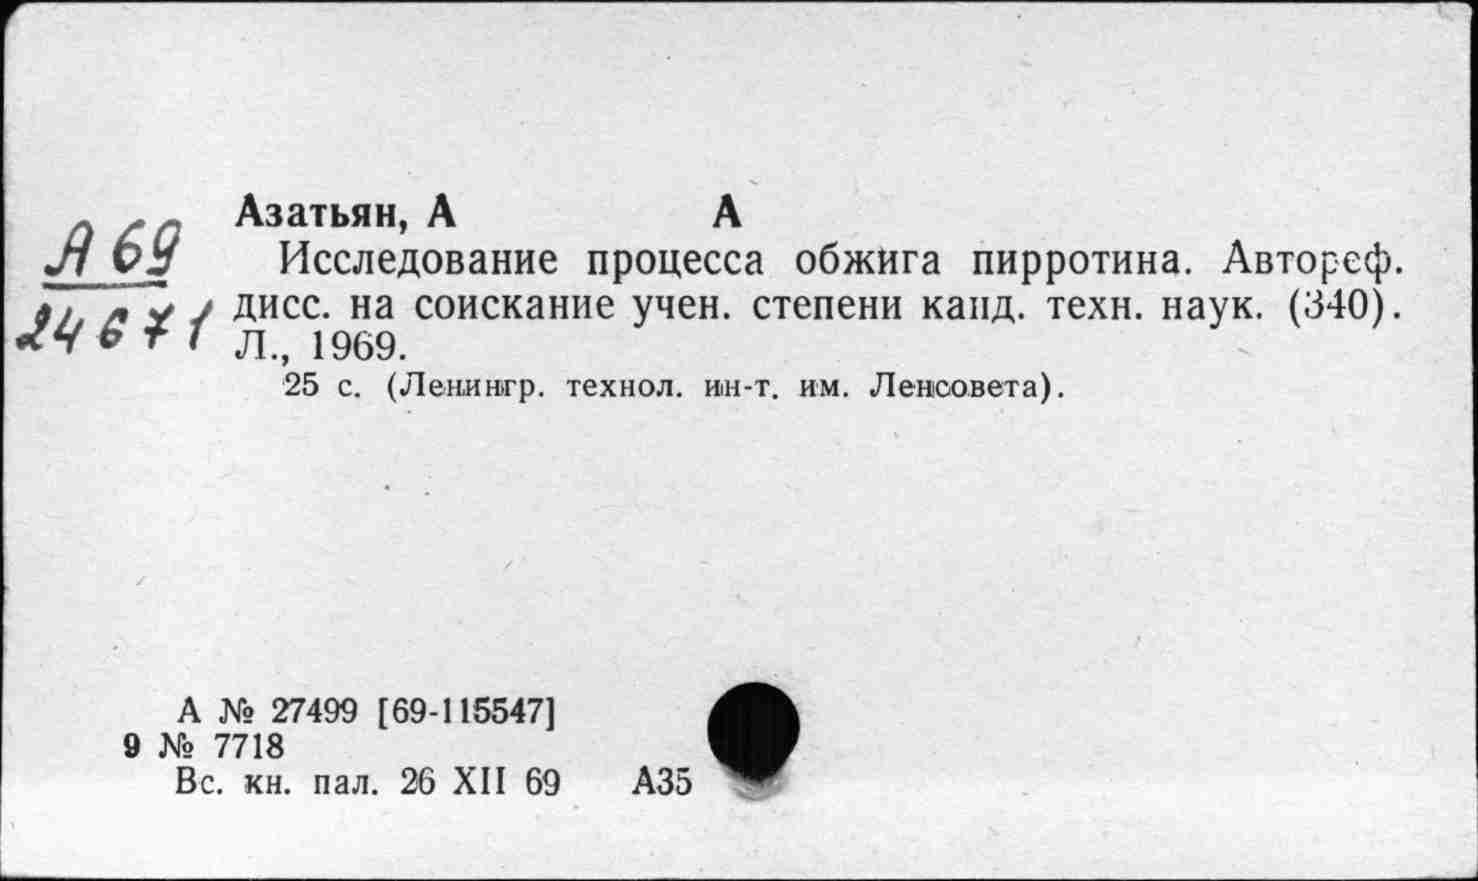 Азатьян, А А
А 69
24671
Исследование процесса обжига пирротина. Автореф.
дисс. на соискание учен. степени канд. техн. наук. (340).
Л., 1969.
25 с. (Ленингр. технол. ин-т. им. Ленсовета).
А № 27499 [69-115547]
9 № 7718
Вс. кн. пал. 26 XII 69 А35